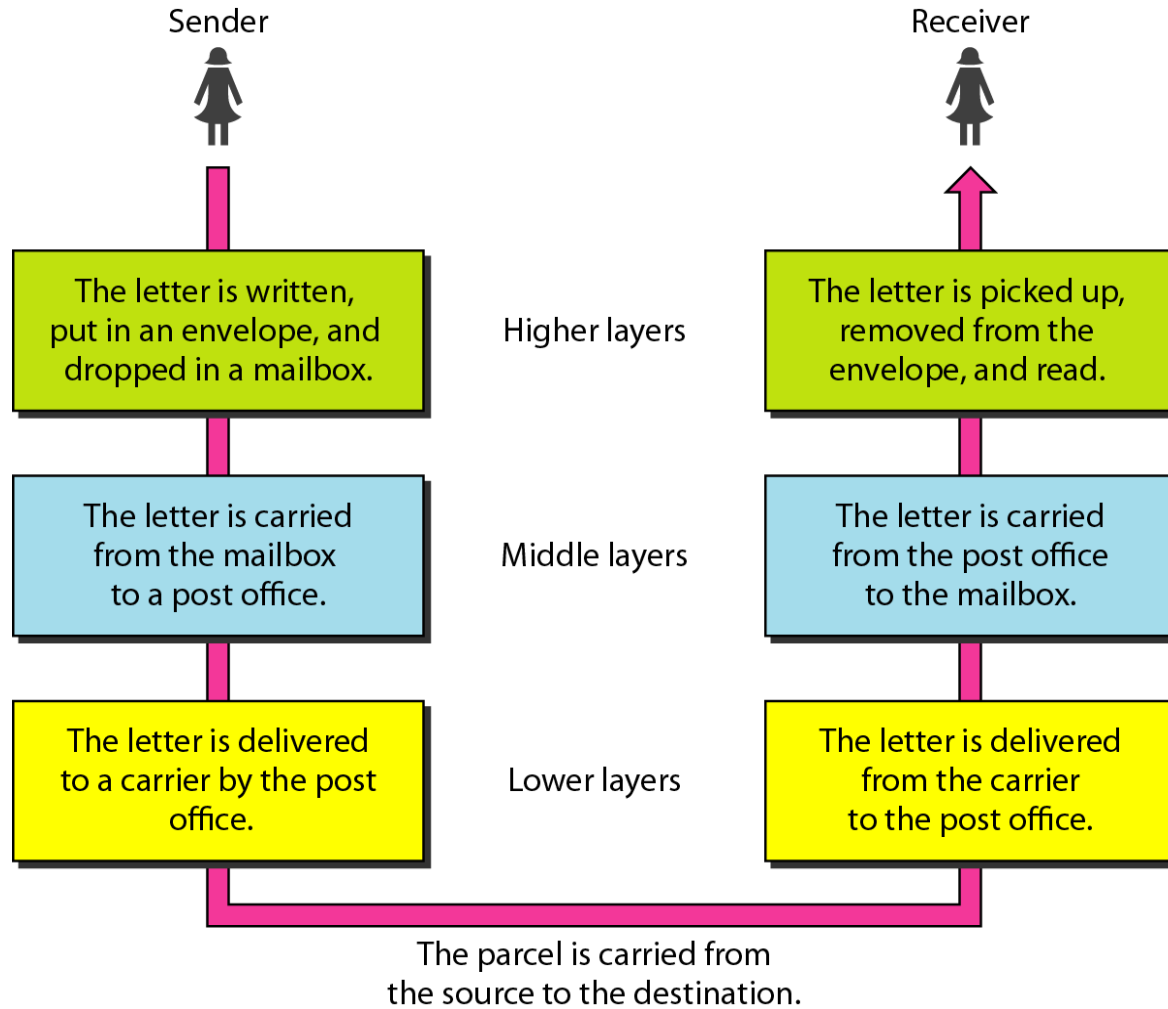 Sender
Receiver
The letter is written,
put in an envelope, and
dropped in a mailbox.
Higher layers
The letter is picked up,
removed from the
envelope, and read.
The letter is carried
from the mailbox
to a post office.
Middle layers
The letter is carried
from the post office
to the mailbox.
The letter is delivered
to a carrier by the post
office.
Lower layers
The letter is delivered
from the carrier
to the post office.
The parcel is carried from
the source to the destination.